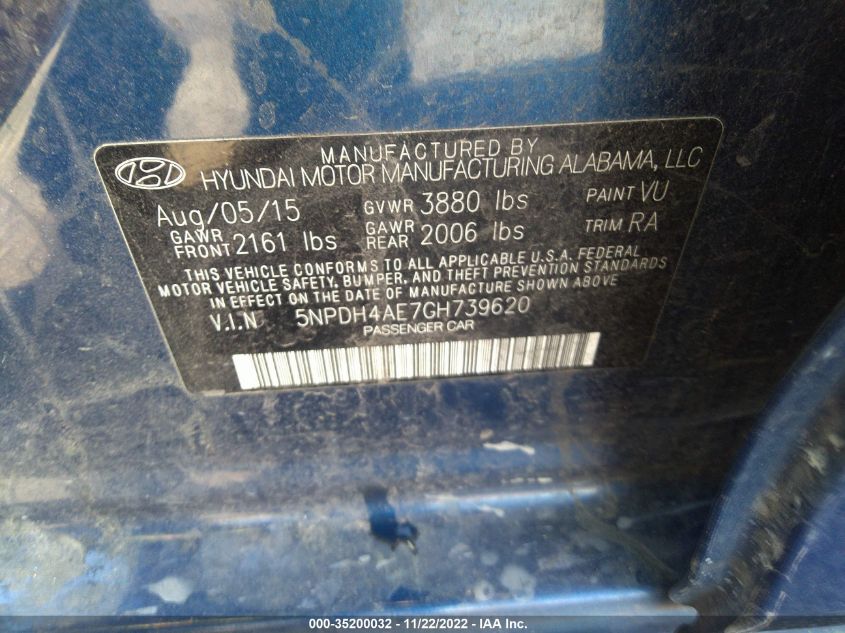 MANUFACTURED BY
HYUNDAI MOTOR MANUFACTURING ALABAMA, LLC
Aug/05/15 GVWR 3880 lbs PAINT VU
GAWR FRONT 2161 lbs GAWR REAR 2006 lbs TRIM RA
THIS VEHICLE CONFORMS TO ALL APPLICABLE U.S.A. FEDERAL
MOTOR VEHICLE SAFETY, BUMPER, AND THEFT PREVENTION STANDARDS
IN EFFECT ON THE DATE OF MANUFACTURE SHOWN ABOVE
V.I.N 5NPDH4AE7GH739620
PASSENGER CAR
000-35200032 - 11/22/2022 - IAA Inc.